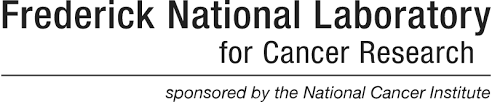 Frederick National Laboratory
for Cancer Research
sponsored by the National Cancer Institute